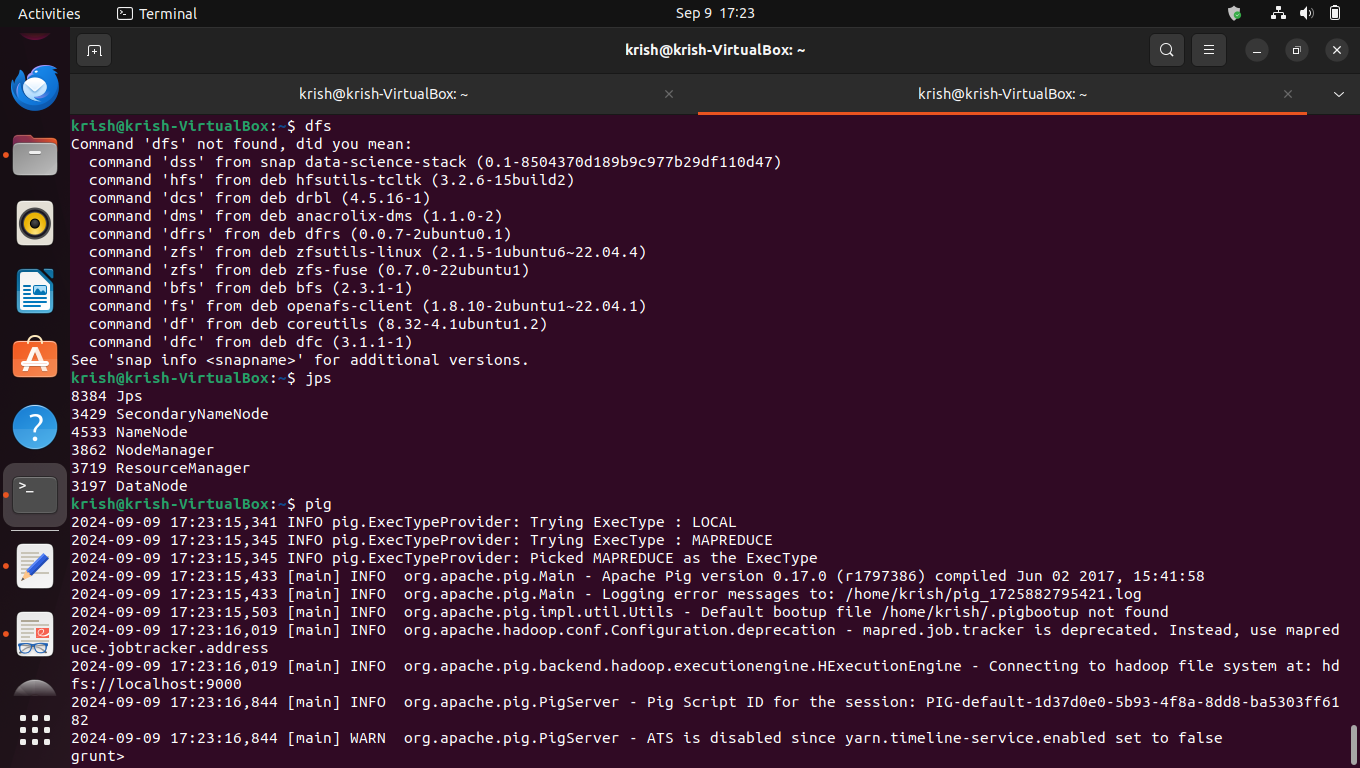 Activities
Terminal
Sep 9 17:23
krish@krish-VirtualBox: ~
krish@krish-VirtualBox: ~
krish@krish-VirtualBox: ~
krish@krish-VirtualBox:~$ dfs
Command 'dfs' not found, did you mean:
command 'dss' from snap data-science-stack (0.1-8504370d189b9c977b29df110d47)
command 'hfs' from deb hfsutils-tcltk (3.2.6-15build2)
command 'dcs' from deb drbl (4.5.16-1)
command 'dms' from deb anacrolix-dms (1.1.0-2)
command 'dfrs' from deb dfrs (0.0.7-2ubuntu0.1)
command 'zfs' from deb zfsutils-linux (2.1.5-1ubuntu6~22.04.4)
command 'zfs' from deb zfs-fuse (0.7.0-22ubuntu1)
command 'bfs' from deb bfs (2.3.1-1)
command 'fs' from deb openafs-client (1.8.10-2ubuntu1~22.04.1)
command 'df' from deb coreutils (8.32-4.1ubuntu1.2)
command 'dfc' from deb dfc (3.1.1-1)
See 'snap info <snapname>' for additional versions.
krish@krish-VirtualBox:~$ jps
8384 Jps
3429 SecondaryNameNode
4533 NameNode
3862 NodeManager
3719 ResourceManager
3197 DataNode
krish@krish-VirtualBox:~$ pig
2024-09-09 17:23:15,341 INFO pig.ExecTypeProvider: Trying ExecType : LOCAL
2024-09-09 17:23:15,345 INFO pig.ExecTypeProvider: Trying ExecType : MAPREDUCE
2024-09-09 17:23:15,345 INFO pig.ExecTypeProvider: Picked MAPREDUCE as the ExecType
2024-09-09 17:23:15,433 [main] INFO  org.apache.pig.Main - Apache Pig version 0.17.0 (r1797386) compiled Jun 02 2017, 15:41:58
2024-09-09 17:23:15,433 [main] INFO  org.apache.pig.Main - Logging error messages to: /home/krish/pig_1725882795421.log
2024-09-09 17:23:15,503 [main] INFO  org.apache.pig.impl.util.Utils - Default bootup file /home/krish/.pigbootup not found
2024-09-09 17:23:16,019 [main] INFO  org.apache.hadoop.conf.Configuration.deprecation - mapred.job.tracker is deprecated. Instead, use mapred
uce.jobtracker.address
2024-09-09 17:23:16,019 [main] INFO  org.apache.pig.backend.hadoop.executionengine.HExecutionEngine - Connecting to hadoop file system at: hd
fs://localhost:9000
2024-09-09 17:23:16,844 [main] INFO  org.apache.pig.PigServer - Pig Script ID for the session: PIG-default-1d37d0e0-5b93-4f8a-8dd8-ba5303ff61
82
2024-09-09 17:23:16,844 [main] WARN  org.apache.pig.PigServer - ATS is disabled since yarn.timeline-service.enabled set to false
grunt>